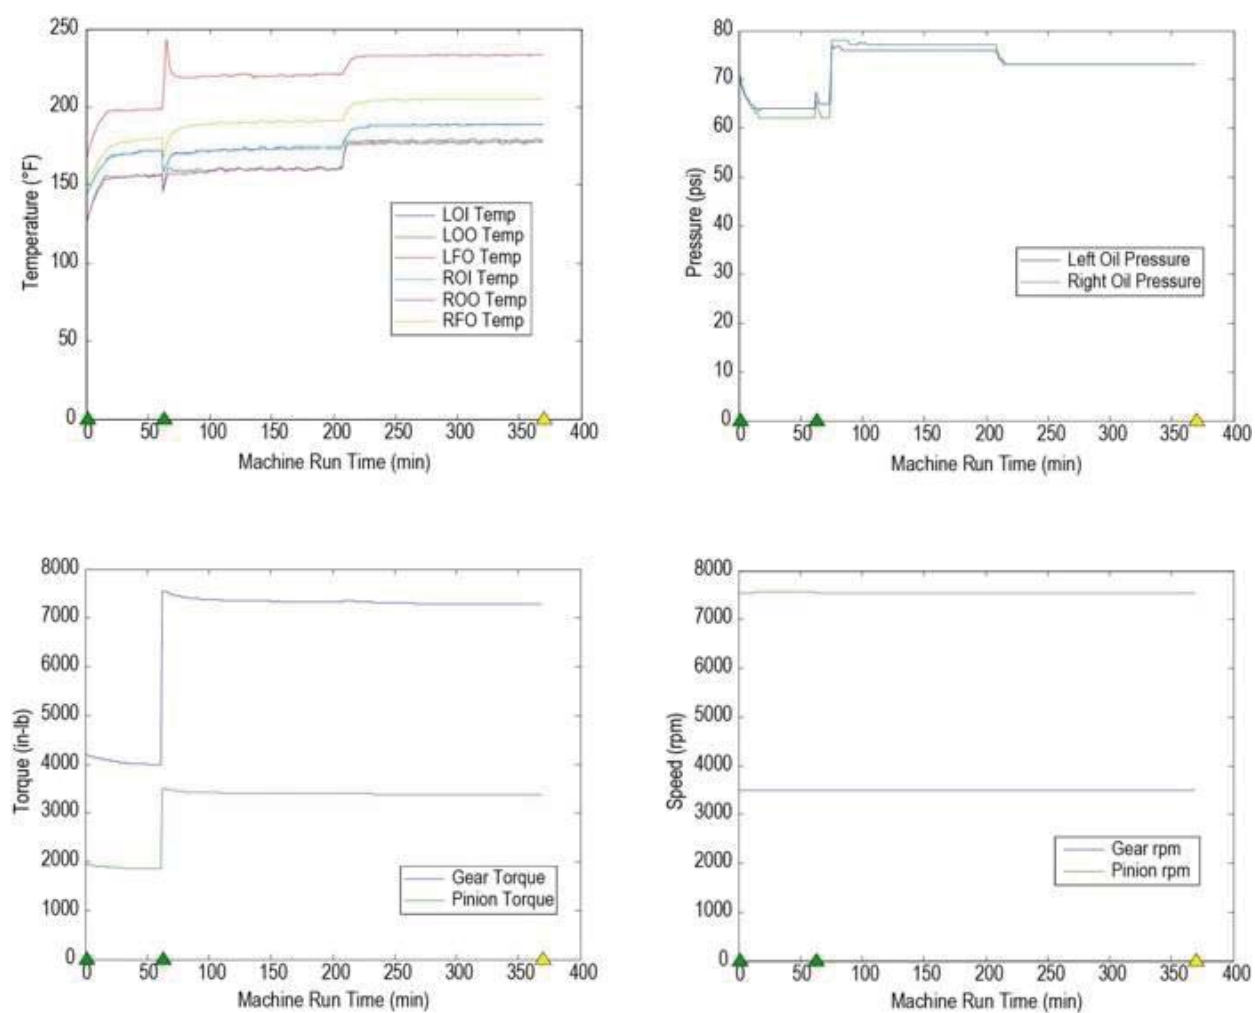 250
200
150
100
50
0
Temperature (°F)
LOI Temp
LOO Temp
LFO Temp
ROI Temp
ROO Temp
RFO Temp
0 50 100 150 200 250 300 350 400
Machine Run Time (min)
80
70
60
50
40
30
20
10
0
Pressure (psi)
Left Oil Pressure
Right Oil Pressure
0 50 100 150 200 250 300 350 400
Machine Run Time (min)
8000
7000
6000
5000
4000
3000
2000
1000
0
Torque (in-lb)
Gear Torque
Pinion Torque
0 50 100 150 200 250 300 350 400
Machine Run Time (min)
8000
7000
6000
5000
4000
3000
2000
1000
0
Speed (rpm)
Gear rpm
Pinion rpm
0 50 100 150 200 250 300 350 400
Machine Run Time (min)